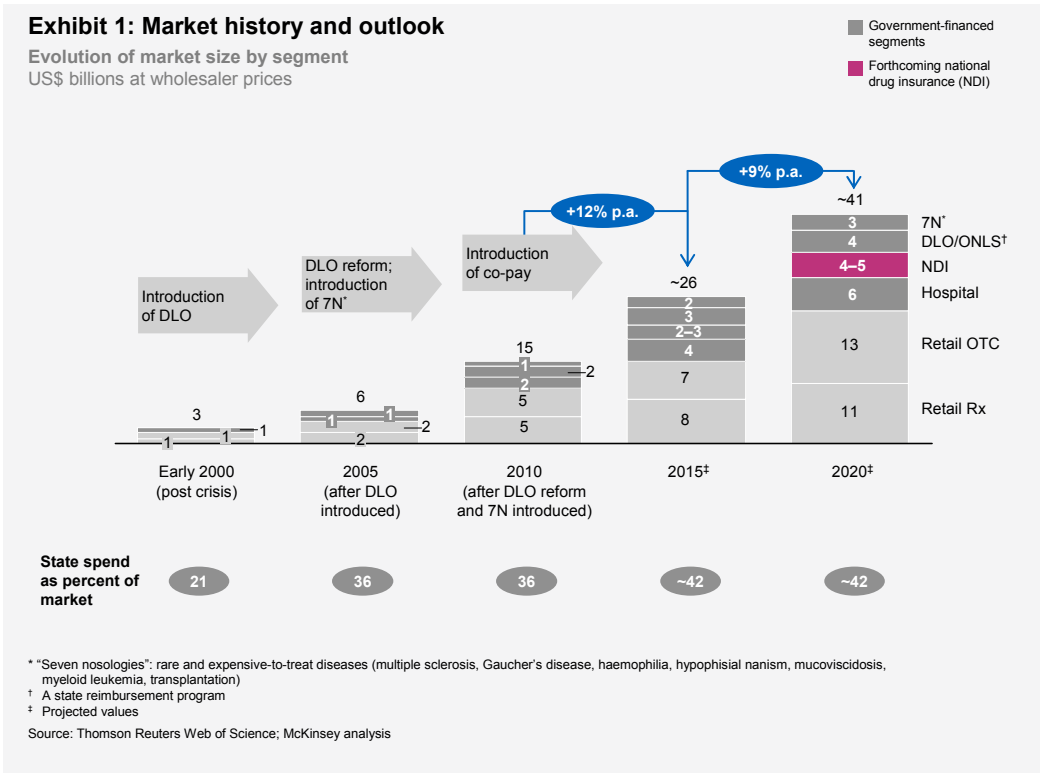 Exhibit 1: Market history and outlook
Evolution of market size by segment
US$ billions at wholesaler prices
Government-financed
segments
Forthcoming national
drug insurance (NDI)
+9% p.a.
+12% p.a.
~41
3
7N*
4
DLO/ONLS†
4–5
NDI
6
Hospital
13
Retail OTC
11
Retail Rx
Introduction
of DLO
DLO reform;
introduction
of 7N*
Introduction
of co-pay
~26
2
3
2–3
4
7
8
15
1
2
2
5
5
6
1
1
2
2
3
1
1
1
Early 2000
(post crisis)
2005
(after DLO
introduced)
2010
(after DLO reform
and 7N introduced)
2015‡
2020‡
State spend
as percent of
market
21
36
36
~42
~42
* “Seven nosologies”: rare and expensive-to-treat diseases (multiple sclerosis, Gaucher’s disease, haemophilia, hypophisial nanism, mucoviscidosis,
myeloid leukemia, transplantation)
† A state reimbursement program
‡ Projected values
Source: Thomson Reuters Web of Science; McKinsey analysis